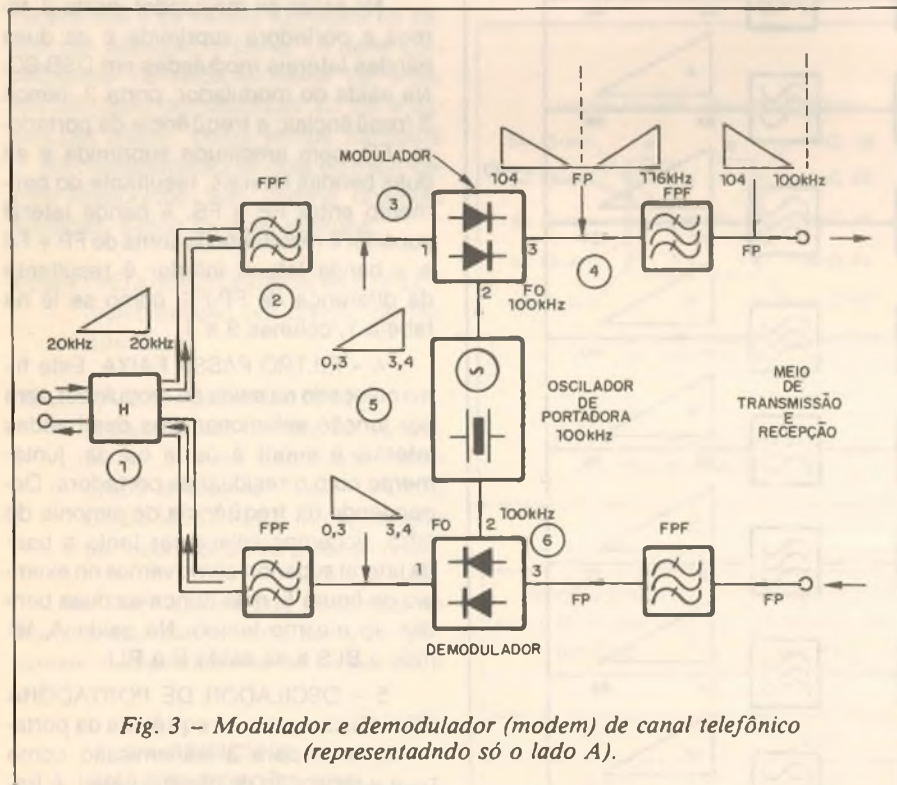 MODULADOR
104
FP
116kHz
104
100kHz
FPF
3
FPF
1
3
FP
2
4
2
FO
100kHz
20kHz
20kHz
0,3
3,4
H
5
OSCILADOR
DE
PORTADORA
100kHz
MEIO
DE
TRANSMISSÃO
E
RECEPÇÃO
1
0,3
3,4
100kHz
FPF
FO
2
6
FPF
1
3
FP
FP
DEMODULADOR
Fig. 3 – Modulador e demodulador (modem) de canal telefônico
(representadndo só o lado A).